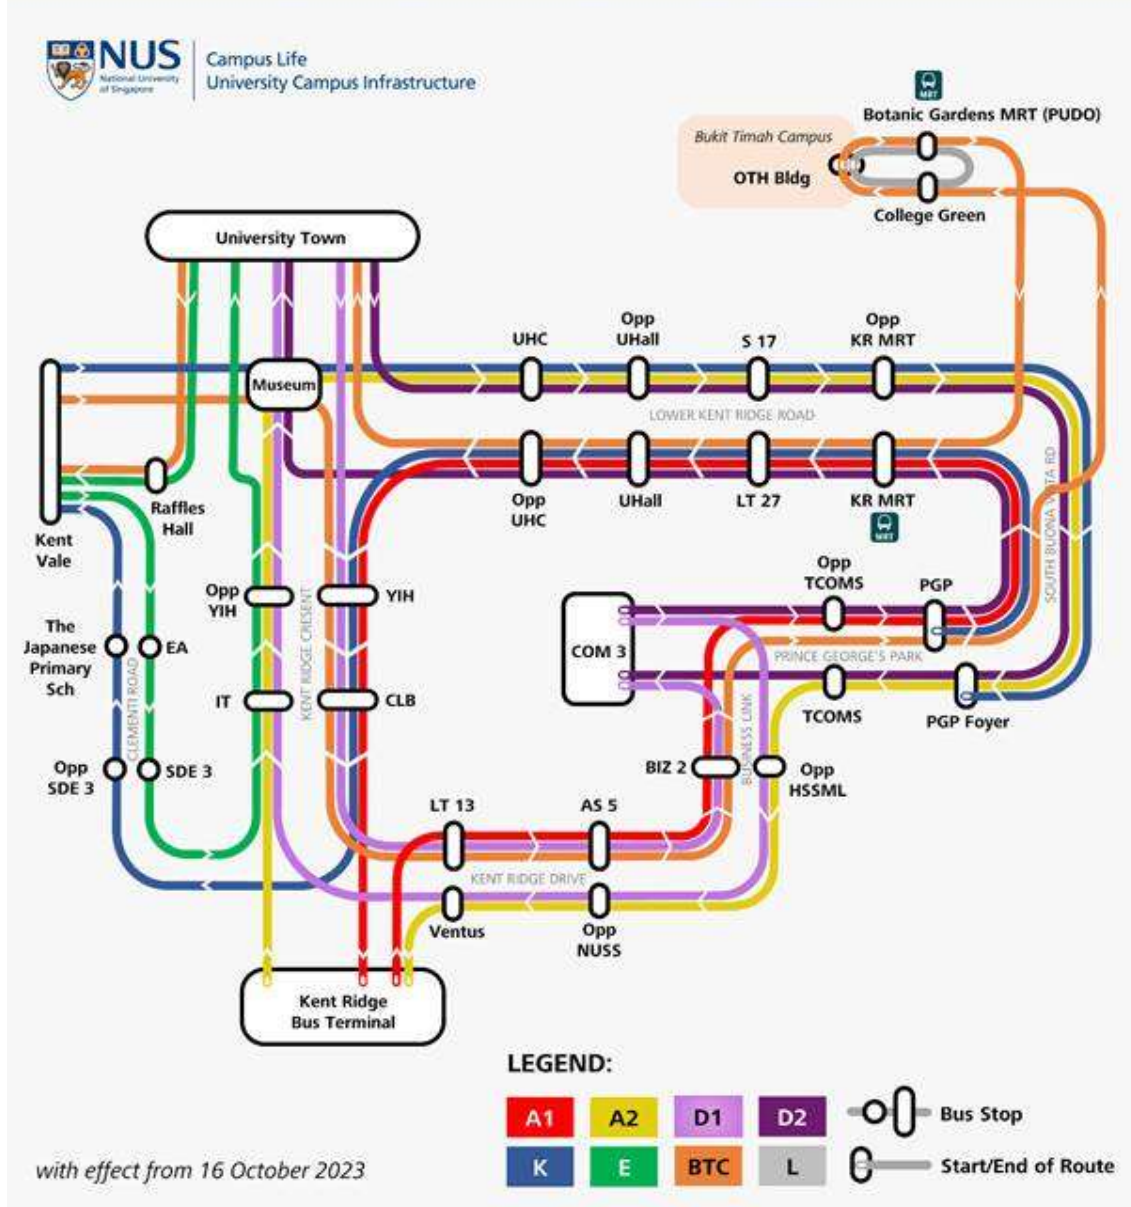 NUS
National University
of Singapore
Campus Life
University Campus Infrastructure
MRT
Botanic Gardens MRT (PUDO)
Bukit Timah Campus
OTH Bldg
College Green
University Town
UHC
Opp
UHall
S 17
Opp
KR MRT
Museum
LOWER KENT RIDGE ROAD
Kent
Vale
Raffles
Hall
Opp
UHC
UHall
LT 27
KR MRT
MRT
SOUTH BUONA VISTA RD
Opp
YIH
KENT RIDGE CRESENT
YIH
Opp
TCOMS
PGP
The
Japanese
Primary
Sch
EA
CLEMENTI ROAD
COM 3
PRINCE GEORGE'S PARK
IT
CLB
TCOMS
PGP Foyer
BUSINESS LINK
Opp
SDE 3
SDE 3
BIZ 2
Opp
HSSML
LT 13
AS 5
KENT RIDGE DRIVE
Ventus
Opp
NUSS
Kent Ridge
Bus Terminal
LEGEND:
A1
A2
D1
D2
Bus Stop
K
E
BTC
L
Start/End of Route
with effect from 16 October 2023